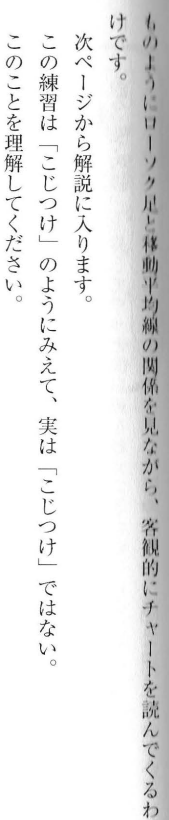 ものようにローソク足と移動平均線の関係を見ながら、客観的にチャートを読んでくるわ
けです。
次ページから解説に入ります。
この練習は「こじつけ」のようにみえて、実は「こじつけ」ではない。
このことを理解してください。